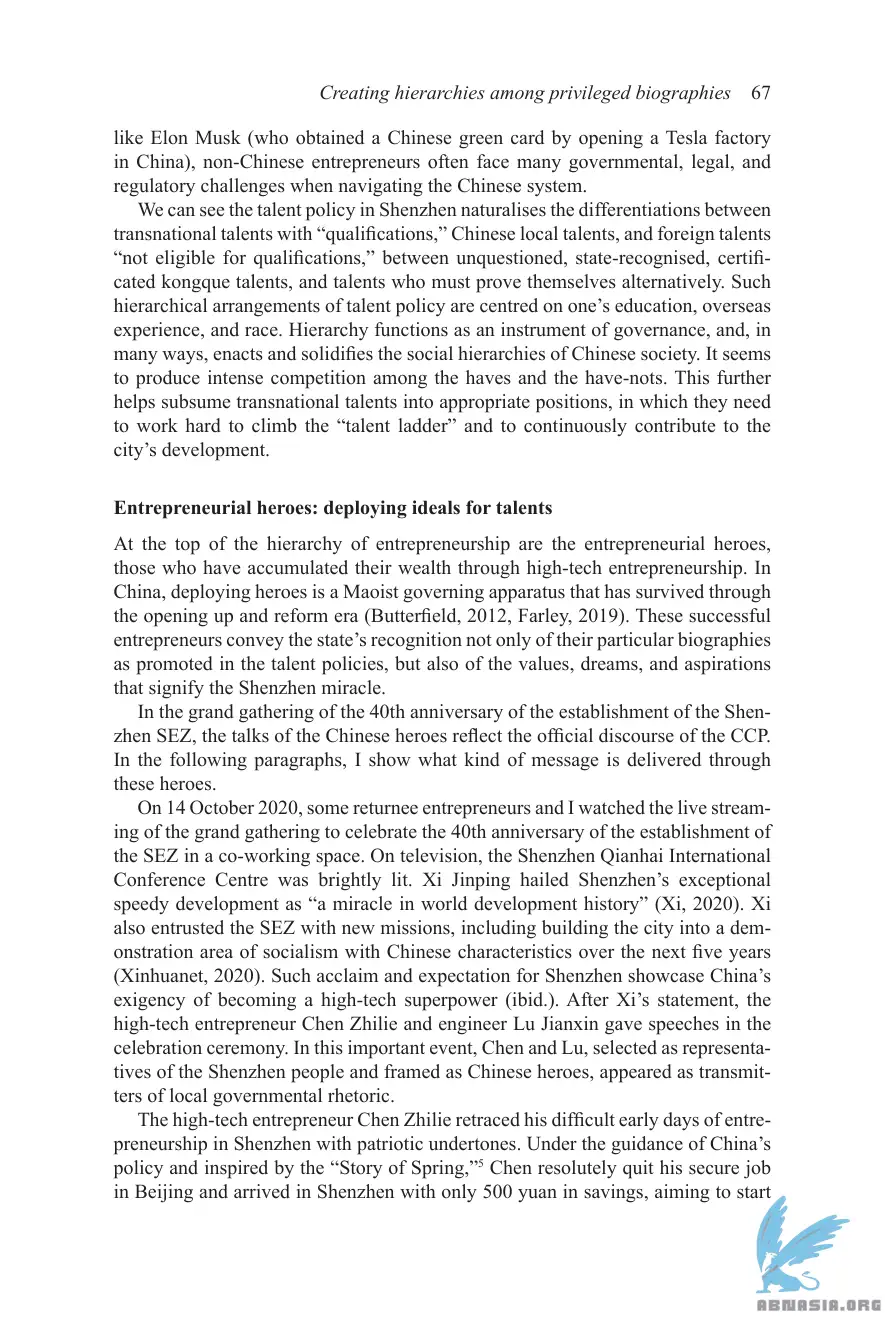 Creating hierarchies among privileged biographies 67
like Elon Musk (who obtained a Chinese green card by opening a Tesla factory
in China), non-Chinese entrepreneurs often face many governmental, legal, and
regulatory challenges when navigating the Chinese system.
We can see the talent policy in Shenzhen naturalises the differentiations between
transnational talents with “qualifications,” Chinese local talents, and foreign talents
“not eligible for qualifications,” between unquestioned, state-recognised, certifi-
cated kongque talents, and talents who must prove themselves alternatively. Such
hierarchical arrangements of talent policy are centred on one’s education, overseas
experience, and race. Hierarchy functions as an instrument of governance, and, in
many ways, enacts and solidifies the social hierarchies of Chinese society. It seems
to produce intense competition among the haves and the have-nots. This further
helps subsume transnational talents into appropriate positions, in which they need
to work hard to climb the “talent ladder” and to continuously contribute to the
city’s development.
Entrepreneurial heroes: deploying ideals for talents
At the top of the hierarchy of entrepreneurship are the entrepreneurial heroes,
those who have accumulated their wealth through high-tech entrepreneurship. In
China, deploying heroes is a Maoist governing apparatus that has survived through
the opening up and reform era (Butterfield, 2012, Farley, 2019). These successful
entrepreneurs convey the state’s recognition not only of their particular biographies
as promoted in the talent policies, but also of the values, dreams, and aspirations
that signify the Shenzhen miracle.
In the grand gathering of the 40th anniversary of the establishment of the Shen-
zhen SEZ, the talks of the Chinese heroes reflect the official discourse of the CCP.
In the following paragraphs, I show what kind of message is delivered through
these heroes.
On 14 October 2020, some returnee entrepreneurs and I watched the live stream-
ing of the grand gathering to celebrate the 40th anniversary of the establishment of
the SEZ in a co-working space. On television, the Shenzhen Qianhai International
Conference Centre was brightly lit. Xi Jinping hailed Shenzhen’s exceptional
speedy development as “a miracle in world development history” (Xi, 2020). Xi
also entrusted the SEZ with new missions, including building the city into a dem-
onstration area of socialism with Chinese characteristics over the next five years
(Xinhuanet, 2020). Such acclaim and expectation for Shenzhen showcase China’s
exigency of becoming a high-tech superpower (ibid.). After Xi’s statement, the
high-tech entrepreneur Chen Zhilie and engineer Lu Jianxin gave speeches in the
celebration ceremony. In this important event, Chen and Lu, selected as representa-
tives of the Shenzhen people and framed as Chinese heroes, appeared as transmit-
ters of local governmental rhetoric.
The high-tech entrepreneur Chen Zhilie retraced his difficult early days of entre-
preneurship in Shenzhen with patriotic undertones. Under the guidance of China’s
policy and inspired by the “Story of Spring,”5 Chen resolutely quit his secure job
in Beijing and arrived in Shenzhen with only 500 yuan in savings, aiming to start
ABNASIA.ORG